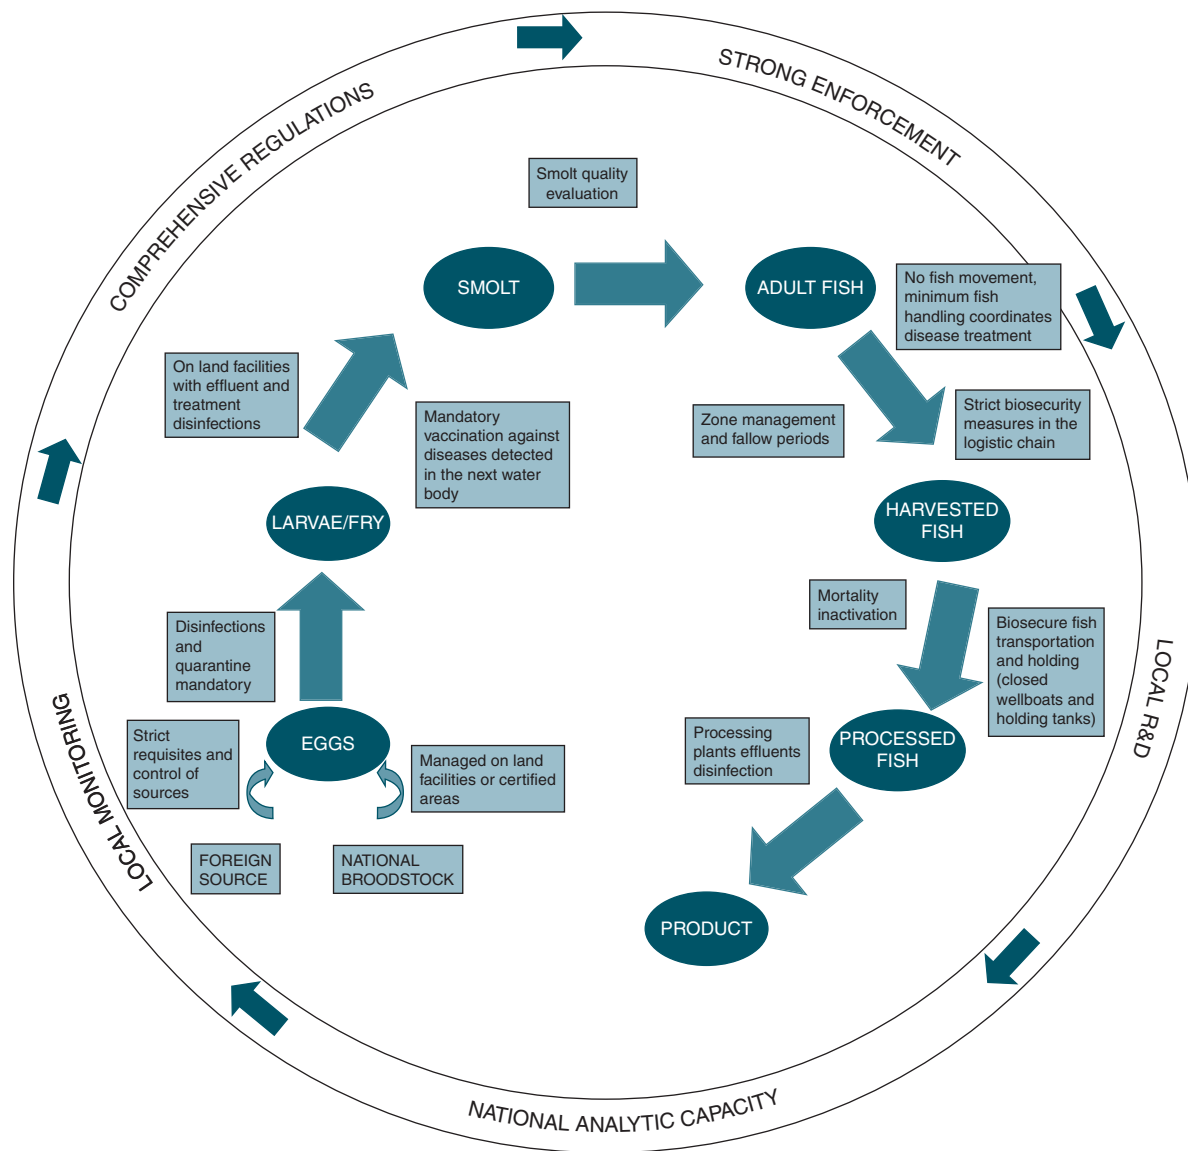 COMPREHENSIVE REGULATIONS
STRONG ENFORCEMENT
LOCAL R&D
NATIONAL ANALYTIC CAPACITY
LOCAL MONITORING
Smolt quality
evaluation
SMOLT
ADULT FISH
No fish movement,
minimum fish
handling coordinates
disease treatment
On land facilities
with effluent and
treatment
disinfections
Mandatory
vaccination against
diseases detected
in the next water
body
Zone management
and fallow periods
Strict biosecurity
measures in the
logistic chain
LARVAE/FRY
HARVESTED
FISH
Mortality
inactivation
Disinfections
and
quarantine
mandatory
Biosecure fish
transportation
and holding
(closed
wellboats and
holding tanks)
EGGS
Strict
requisites and
control of
sources
Managed on land
facilities or certified
areas
Processing
plants effluents
disinfection
PROCESSED
FISH
FOREIGN
SOURCE
NATIONAL
BROODSTOCK
PRODUCT